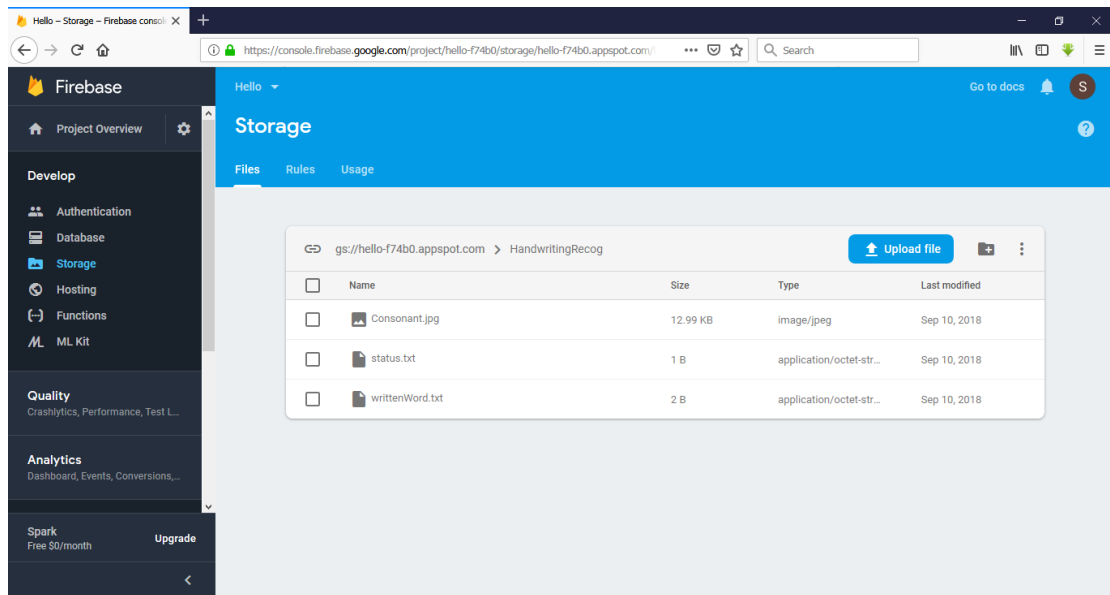 Hello – Storage – Firebase consol
https://console.firebase.google.com/project/hello-f74b0/storage/hello-f74b0.appspot.com/
Search
Firebase
Hello
Go to docs
S
Project Overview
Storage
?
Files Rules Usage
Develop
Authentication
Database
Storage
Hosting
Functions
ML Kit
gs://hello-f74b0.appspot.com > HandwritingRecog
Upload file
Name Size Type Last modified
Consonant.jpg 12.99 KB image/jpeg Sep 10, 2018
status.txt 1 B application/octet-str... Sep 10, 2018
writtenWord.txt 2 B application/octet-str... Sep 10, 2018
Quality
Crashlytics, Performance, Test L...
Analytics
Dashboard, Events, Conversions,...
Spark
Free $0/month
Upgrade